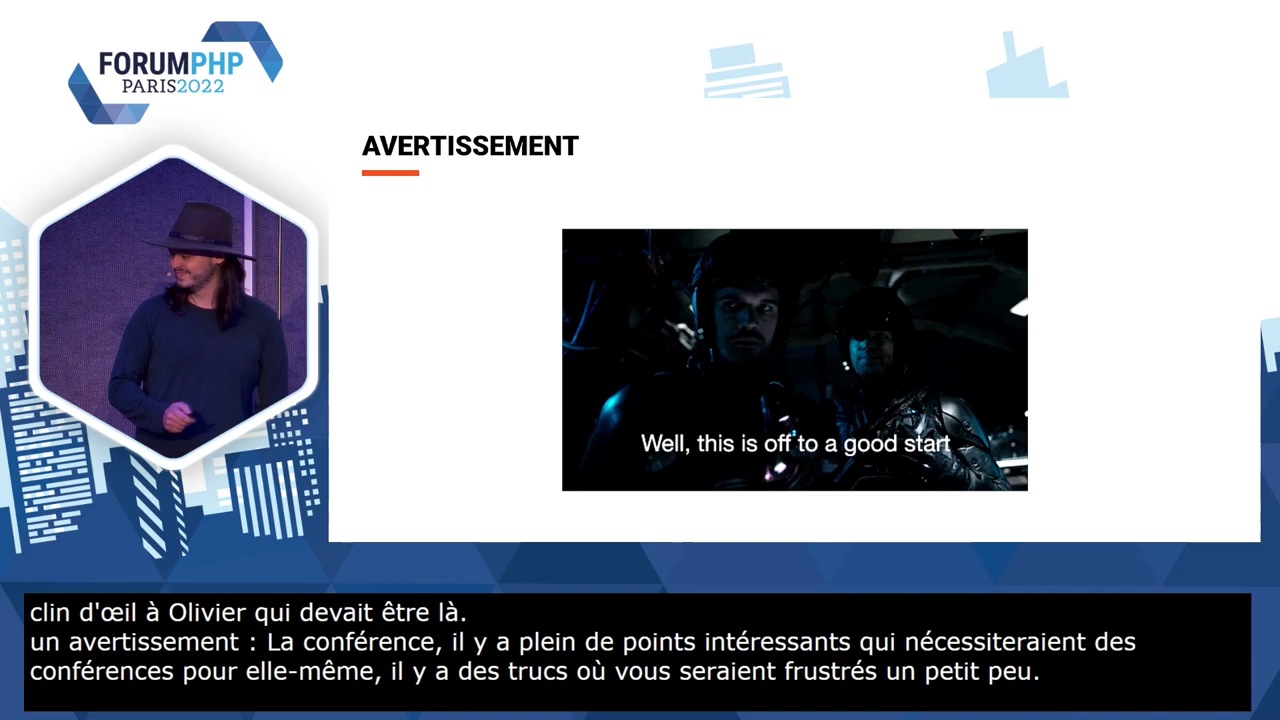 FORUMPHP
PARIS2022
AVERTISSEMENT
Well, this is off to a good start
clin d'œil à Olivier qui devait être là.
un avertissement : La conférence, il y a plein de points intéressants qui nécessiteraient des
conférences pour elle-même, il y a des trucs où vous seraient frustrés un petit peu.